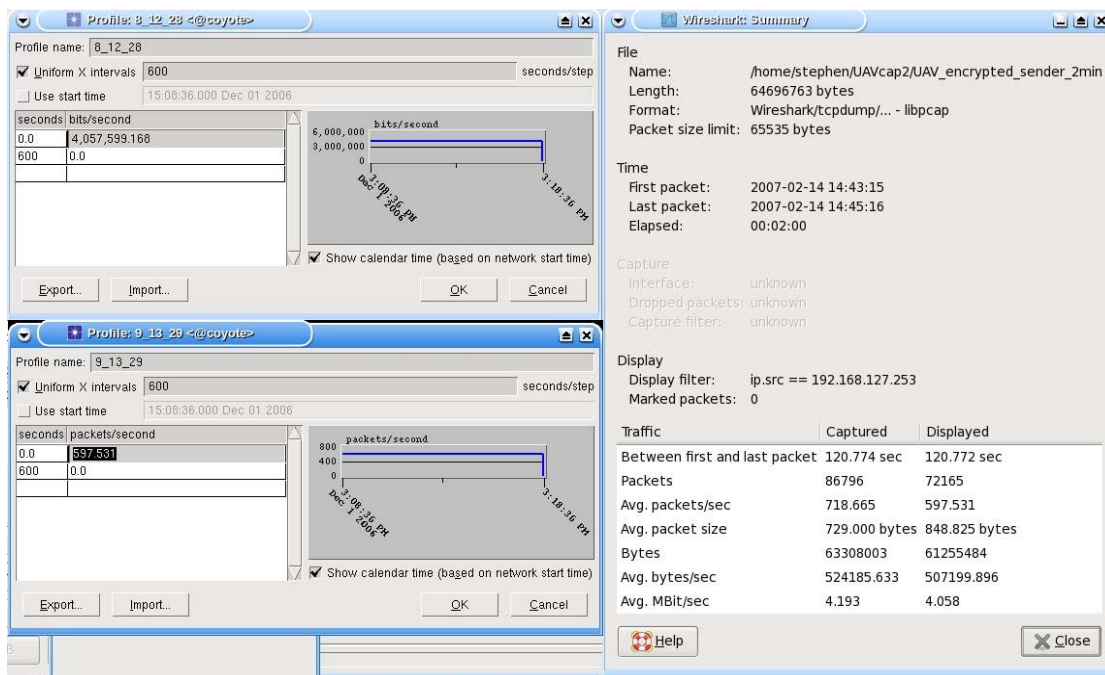 Profile: 8_12_28 <@coyote>
Profile name: 8_12_28
Uniform X intervals 600 seconds/step
Use start time 15:08:36.000 Dec 01 2006
seconds bits/second
0.0 4,057,599.168
600 0.0
bits/second
6,000,000
3,000,000
0
3:08:36 PM
Dec 1 2006
3:18:36 PM
Show calendar time (based on network start time)
Export... Import... OK Cancel
Profile: 9_13_29 <@coyote>
Profile name: 9_13_29
Uniform X intervals 600 seconds/step
Use start time 15:08:36.000 Dec 01 2006
seconds packets/second
0.0 597.531
600 0.0
packets/second
800
400
0
3:08:36 PM
Dec 1 2006
3:18:36 PM
Show calendar time (based on network start time)
Export... Import... OK Cancel
Wireshark: Summary
File
Name: /home/stephen/UAVcap2/UAV_encrypted_sender_2min
Length: 64696763 bytes
Format: Wireshark/tcpdump/... - libpcap
Packet size limit: 65535 bytes
Time
First packet: 2007-02-14 14:43:15
Last packet: 2007-02-14 14:45:16
Elapsed: 00:02:00
Capture
Interface: unknown
Dropped packets: unknown
Capture filter: unknown
Display
Display filter: ip.src == 192.168.127.253
Marked packets: 0
Traffic Captured Displayed
Between first and last packet 120.774 sec 120.772 sec
Packets 86796 72165
Avg. packets/sec 718.665 597.531
Avg. packet size 729.000 bytes 848.825 bytes
Bytes 63308003 61255484
Avg. bytes/sec 524185.633 507199.896
Avg. MBit/sec 4.193 4.058
Help Close